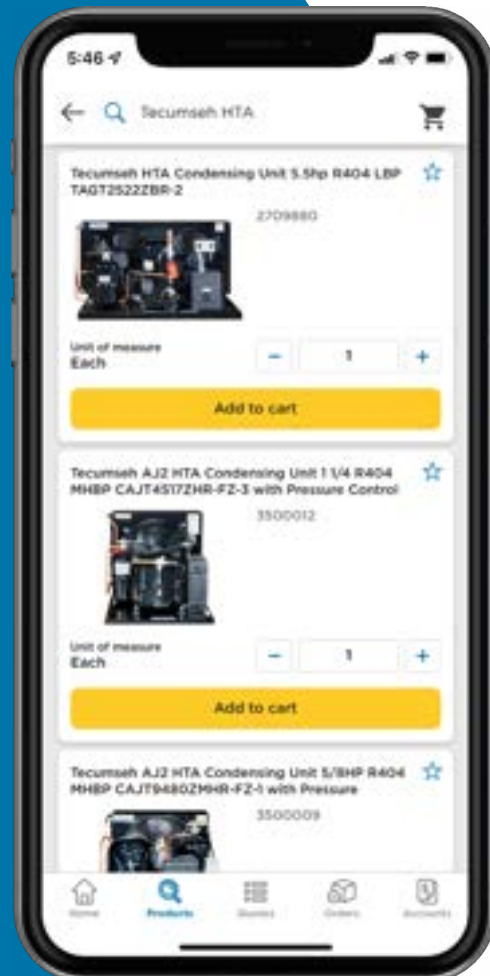 5:46
Tecumseh HTA
Tecumseh HTA Condensing Unit 5.5hp R404 LBP
TAGT2522ZBR-2
2709880
Unit of measure
Each
1
Add to cart
Tecumseh AJ2 HTA Condensing Unit 1 1/4 R404
MHBP CAJT4517ZHR-FZ-3 with Pressure Control
3500012
Unit of measure
Each
1
Add to cart
Tecumseh AJ2 HTA Condensing Unit 5/8HP R404
MHBP CAJT9480ZMHR-FZ-1 with Pressure
3500009
Home
Products
Quotes
Orders
Accounts